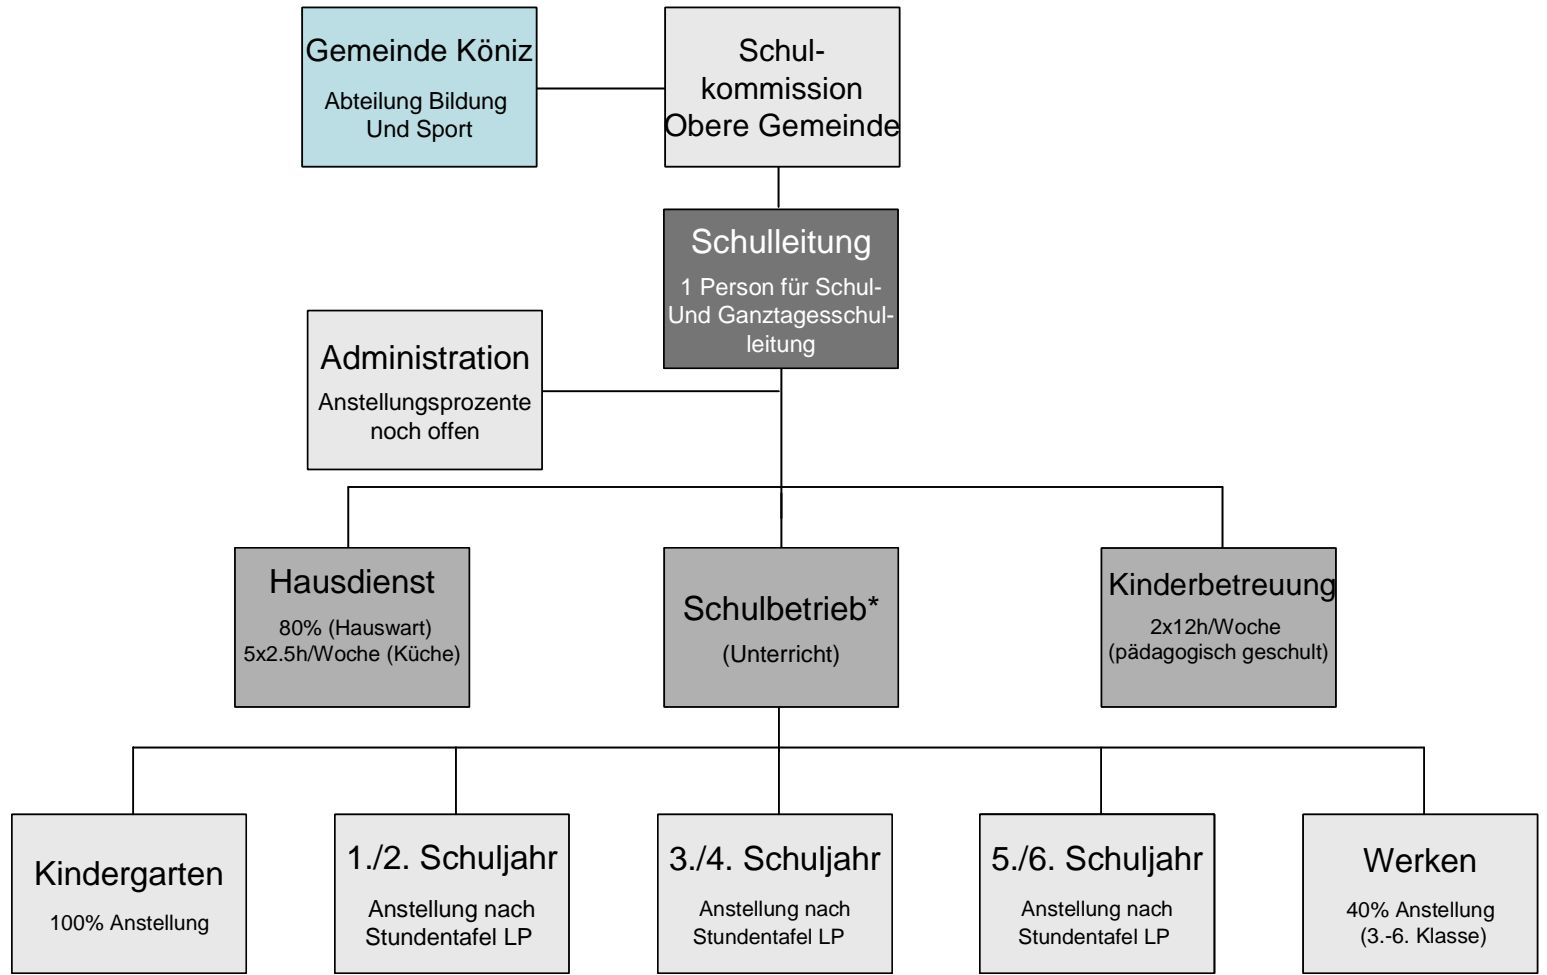 Gemeinde Köniz
Abteilung Bildung
Und Sport
Schul-
kommission
Obere Gemeinde
Schulleitung
1 Person für Schul-
Und Ganztagesschul-
leitung
Administration
Anstellungsprozente
noch offen
Hausdienst
80% (Hauswart)
5x2.5h/Woche (Küche)
Schulbetrieb*
(Unterricht)
Kinderbetreuung
2x12h/Woche
(pädagogisch geschult)
Kindergarten
100% Anstellung
1./2. Schuljahr
Anstellung nach
Stundentafel LP
3./4. Schuljahr
Anstellung nach
Stundentafel LP
5./6. Schuljahr
Anstellung nach
Stundentafel LP
Werken
40% Anstellung
(3.-6. Klasse)